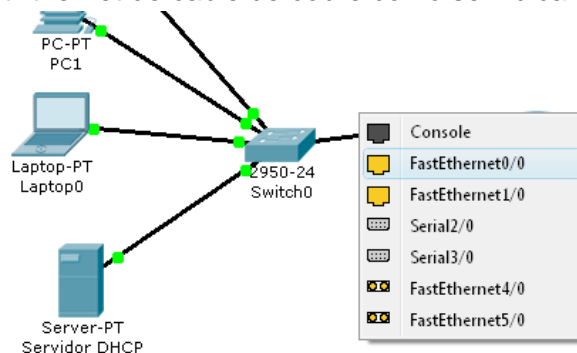 PC-PT
PC1
Laptop-PT
Laptop0
2950-24
Switch0
Server-PT
Servidor DHCP
Console
FastEthernet0/0
FastEthernet1/0
Serial2/0
Serial3/0
FastEthernet4/0
FastEthernet5/0